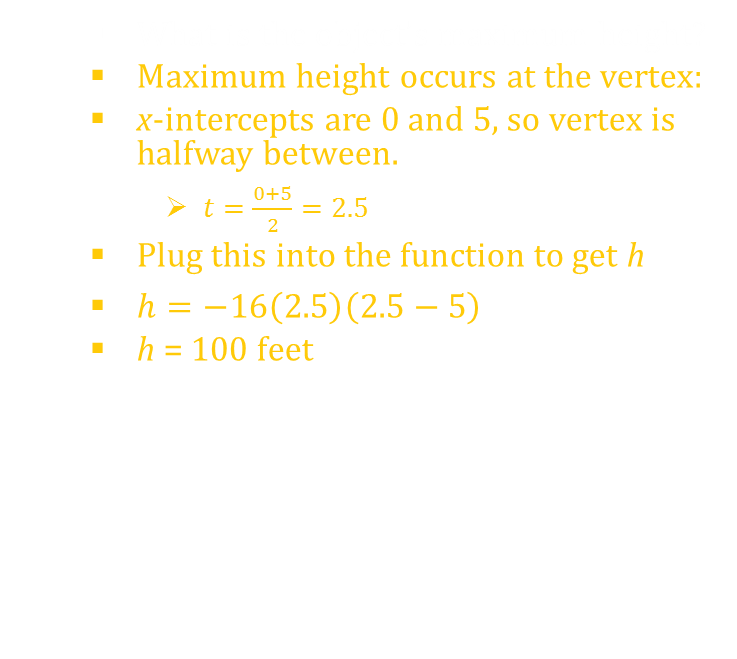 ▪ Maximum height occurs at the vertex:
▪ x-intercepts are 0 and 5, so vertex is
halfway between.
➢ t = \frac{0+5}{2} = 2.5
▪ Plug this into the function to get h
▪ h = −16(2.5)(2.5 − 5)
▪ h = 100 feet